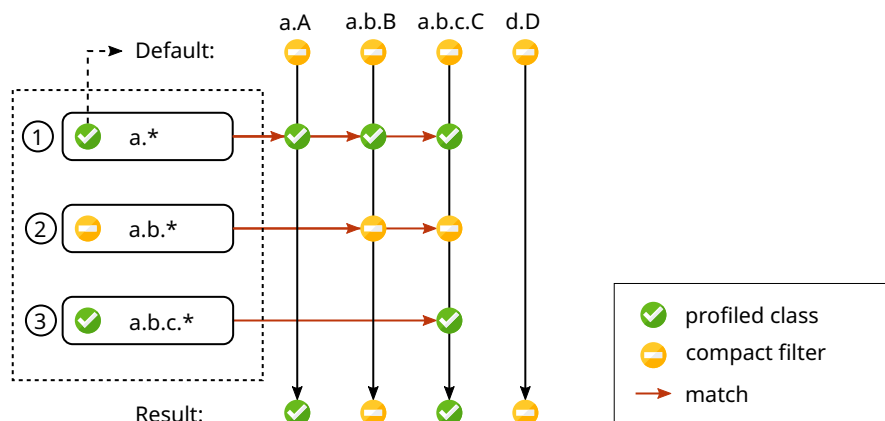 a.A a.b.B a.b.c.C d.D
Default:
1 a.*
2 a.b.*
3 a.b.c.*
profiled class
compact filter
match
Result: